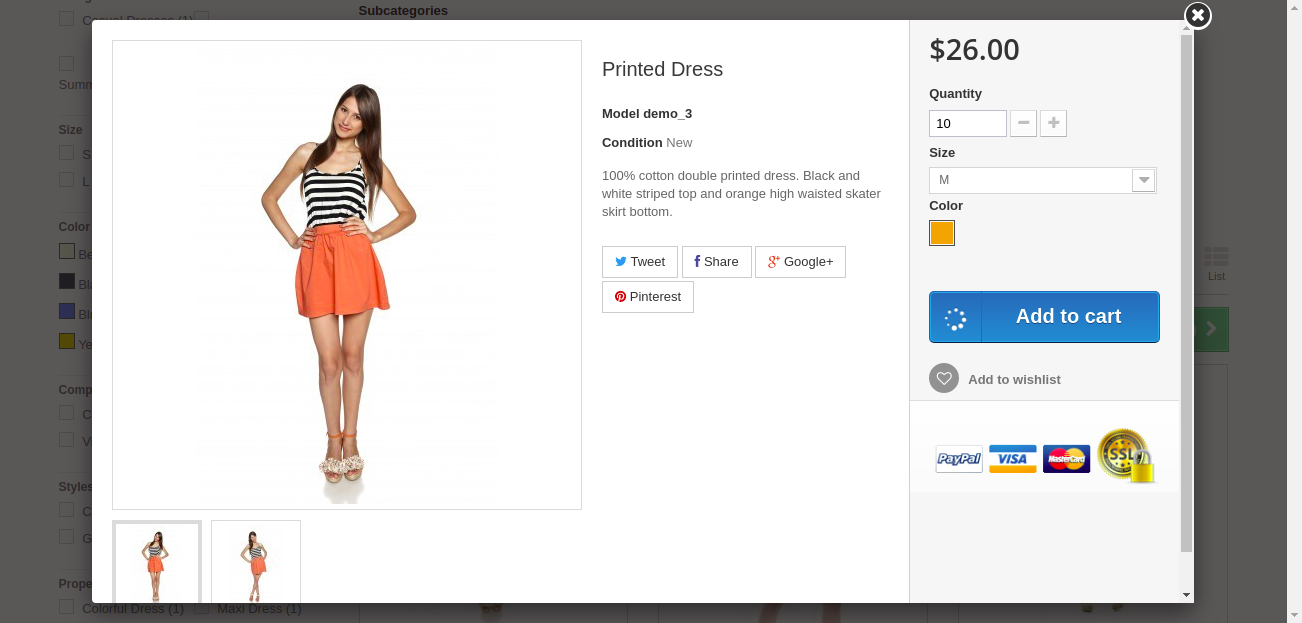 Subcategories
Casual Dresses (1)
Summ
Size
S
L
Color
Be
Bla
Blu
Ye
Comp
C
Vi
Styles
C
G
Prope
Colorful Dress (1) Maxi Dress (1)
List
Printed Dress
Model demo_3
Condition New
100% cotton double printed dress. Black and
white striped top and orange high waisted skater
skirt bottom.
Tweet Share Google+
Pinterest
$26.00
Quantity
10
Size
M
Color
Add to cart
Add to wishlist
PayPal VISA MasterCard SSL